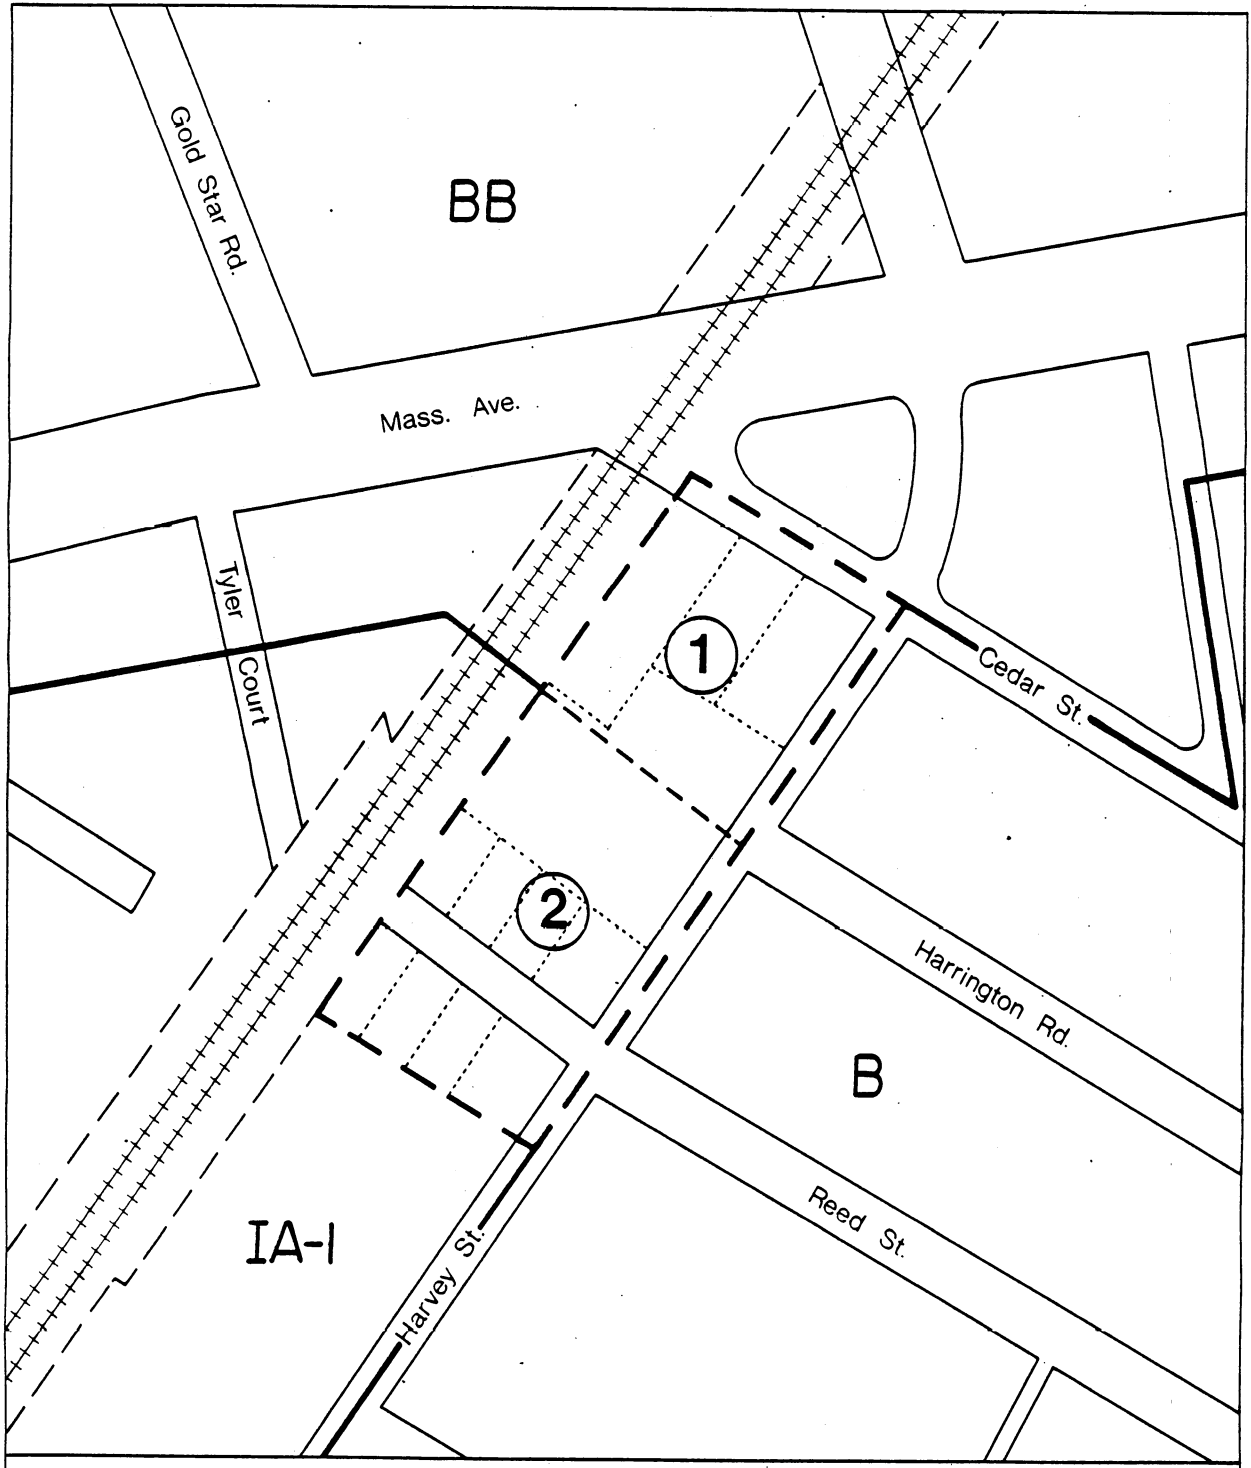 Gold Star Rd.
BB
Mass. Ave.
Tyler Court
1
Cedar St.
2
Harrington Rd.
B
Reed St.
IA-1
Harvey St.